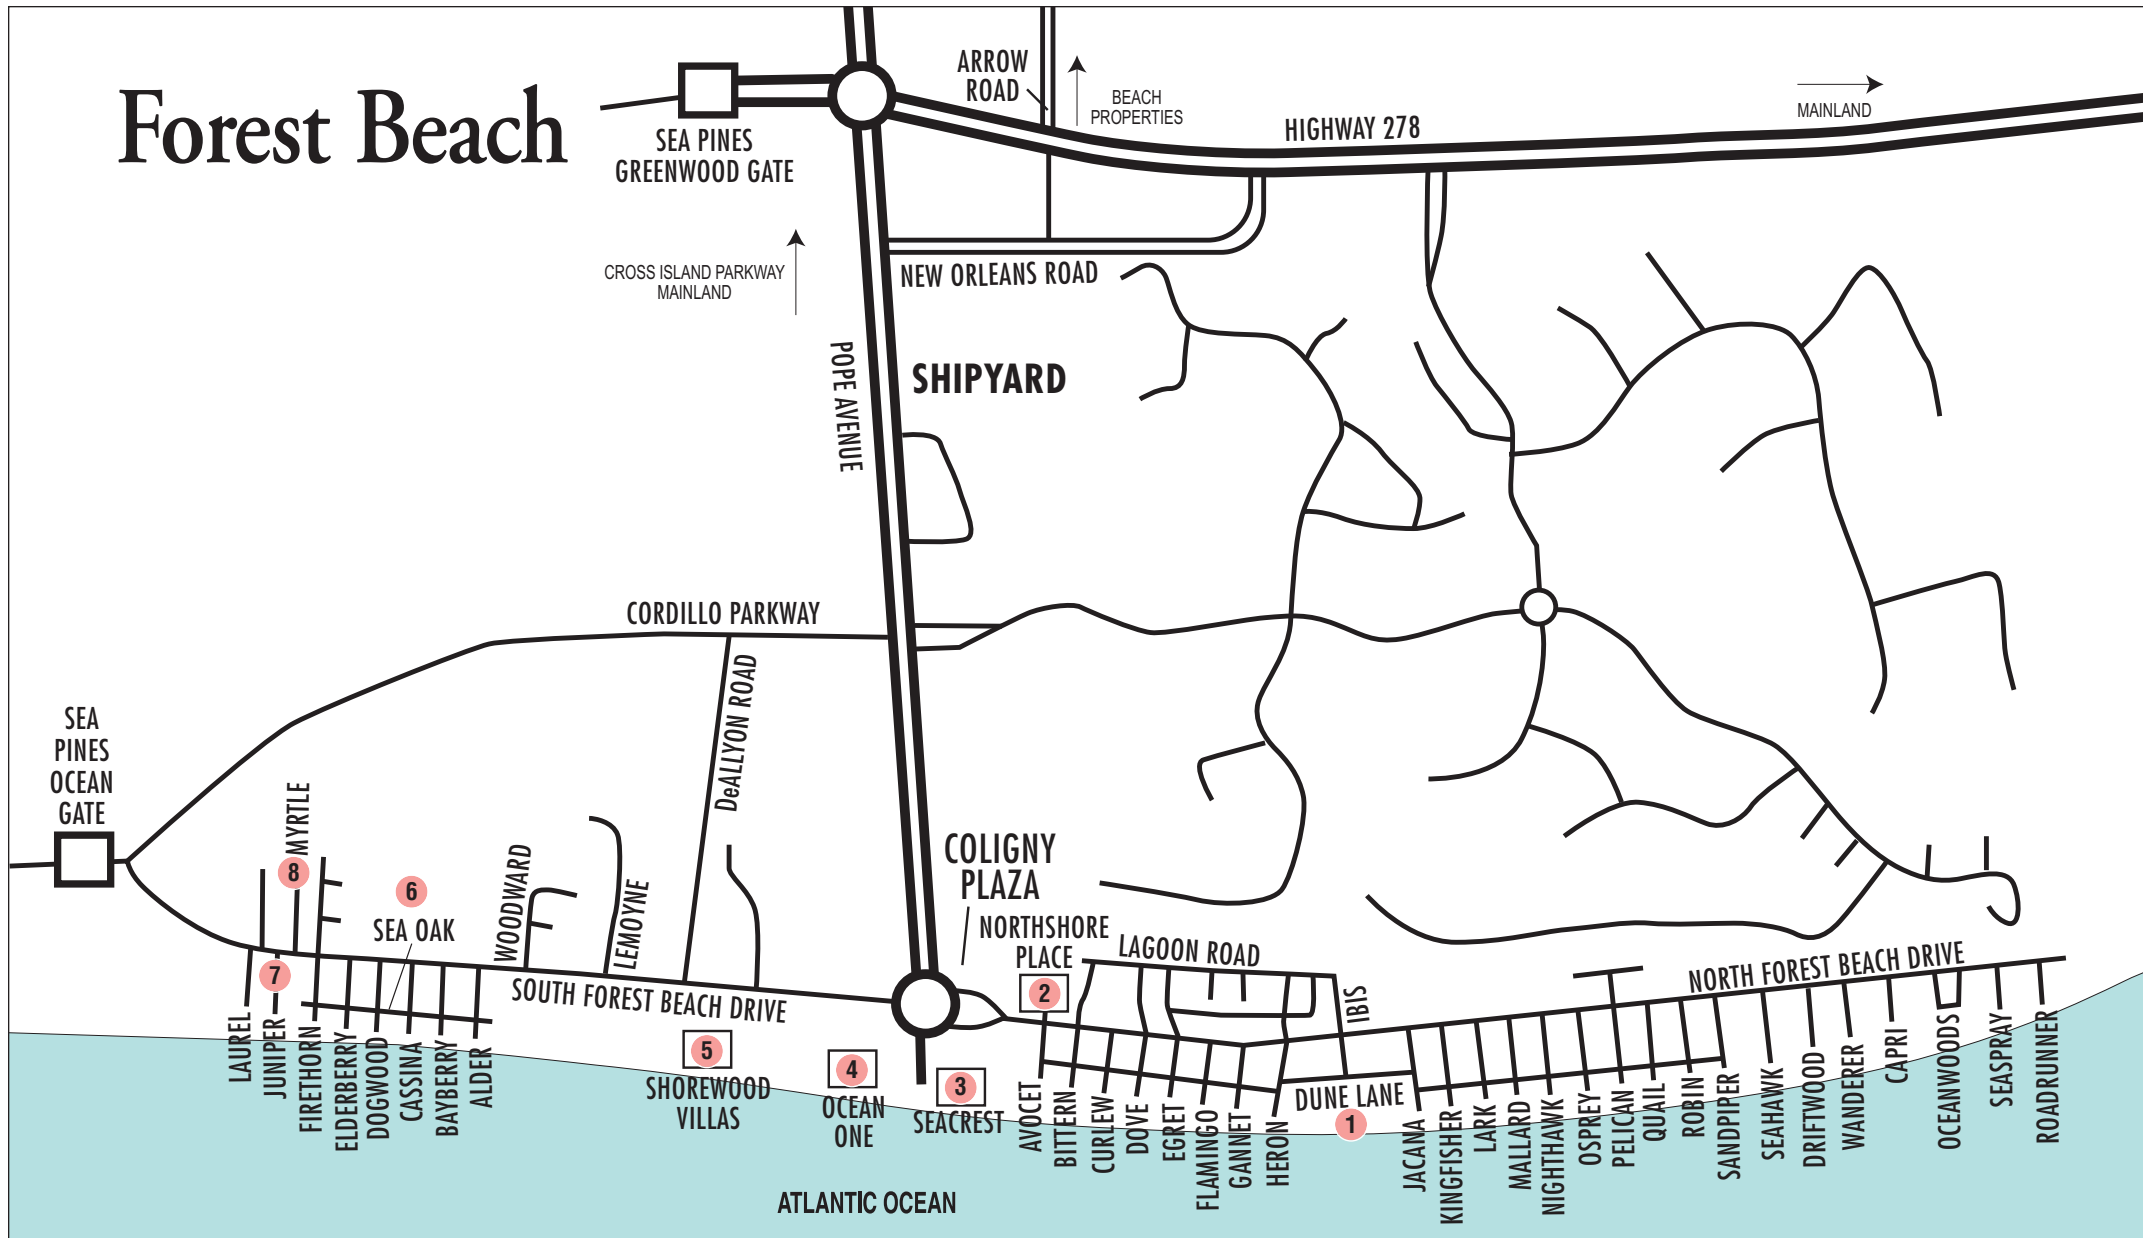 Forest Beach
ARROW
ROAD
BEACH
PROPERTIES
HIGHWAY 278
MAINLAND
SEA PINES
GREENWOOD GATE
CROSS ISLAND PARKWAY
MAINLAND
NEW ORLEANS ROAD
POPE AVENUE
SHIPYARD
CORDILLO PARKWAY
DeALLYON ROAD
SEA
PINES
OCEAN
GATE
MYRTLE
8
6
SEA OAK
7
WOODWARD
LEMOYNE
COLIGNY
PLAZA
NORTHSHORE
PLACE
2
LAGOON ROAD
IBIS
NORTH FOREST BEACH DRIVE
SOUTH FOREST BEACH DRIVE
5
SHOREWOOD
VILLAS
4
OCEAN
ONE
3
SEACREST
DUNE LANE
1
LAUREL
JUNIPER
FIRETHORN
ELDERBERRY
DOGWOOD
CASSINA
BAYBERRY
ALDER
AVOCET
BITTERN
CURLEW
DOVE
EGRET
FLAMINGO
GANNET
HERON
JACANA
KINGFISHER
LARK
MALLARD
NIGHTHAWK
OSPREY
PELICAN
QUAIL
ROBIN
SANDPIPER
SEAHAWK
DRIFTWOOD
WANDERER
CAPRI
OCEANWOODS
SEASPRAY
ROADRUNNER
ATLANTIC OCEAN